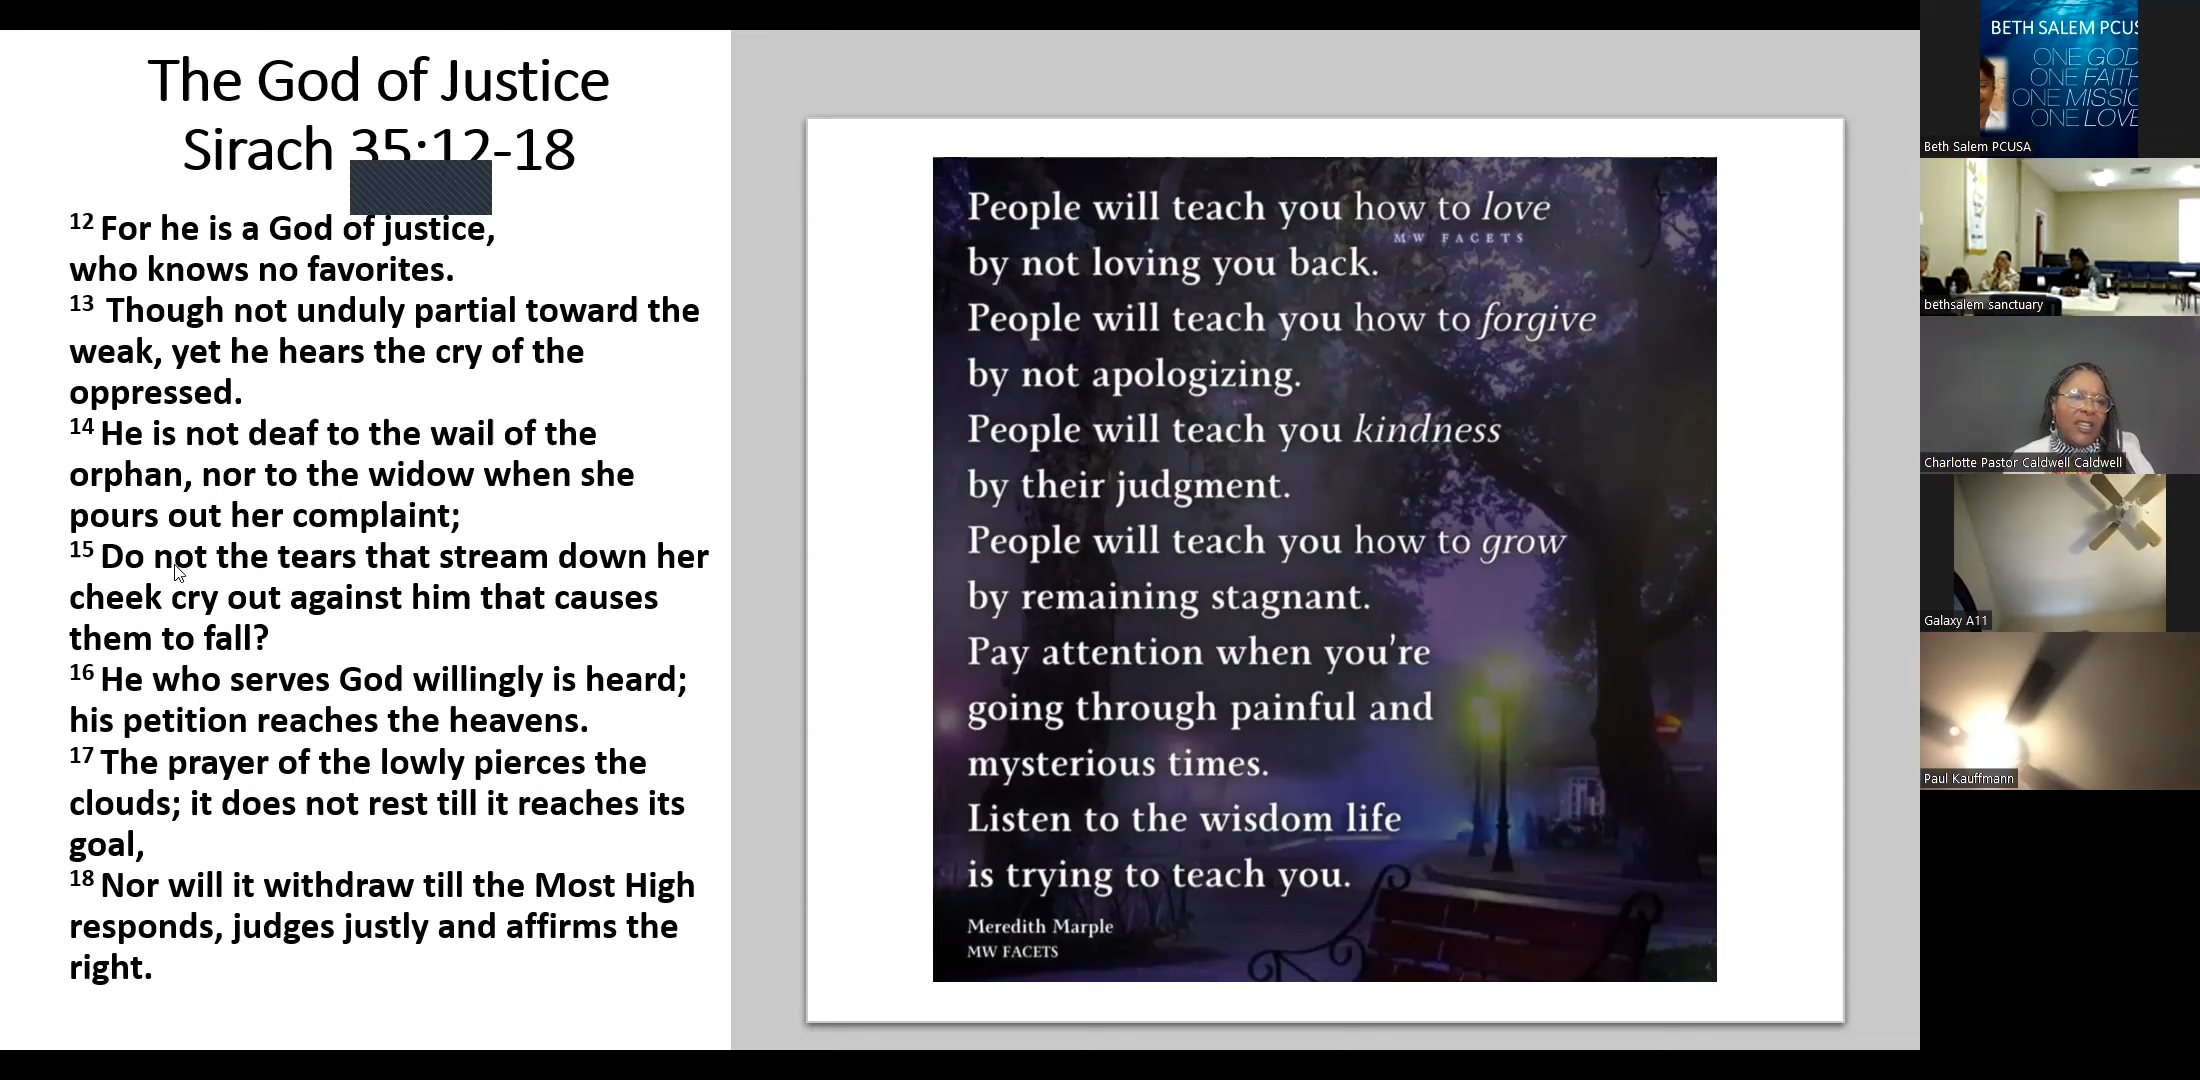 The God of Justice
Sirach 35:12-18
12 For he is a God of justice,
who knows no favorites.
13 Though not unduly partial toward the
weak, yet he hears the cry of the
oppressed.
14 He is not deaf to the wail of the
orphan, nor to the widow when she
pours out her complaint;
15 Do not the tears that stream down her
cheek cry out against him that causes
them to fall?
16 He who serves God willingly is heard;
his petition reaches the heavens.
17 The prayer of the lowly pierces the
clouds; it does not rest till it reaches its
goal,
18 Nor will it withdraw till the Most High
responds, judges justly and affirms the
right.
People will teach you how to love
MW FACETS
by not loving you back.
People will teach you how to forgive
by not apologizing.
People will teach you kindness
by their judgment.
People will teach you how to grow
by remaining stagnant.
Pay attention when you're
going through painful and
mysterious times.
Listen to the wisdom life
is trying to teach you.
Meredith Marple
MW FACETS
BETH SALEM PCUS
ONE GOD
ONE FAITH
ONE MISSIO
ONE LOVE
Beth Salem PCUSA
bethsalem sanctuary
Charlotte Pastor Caldwell Caldwell
Galaxy A11
Paul Kauffmann